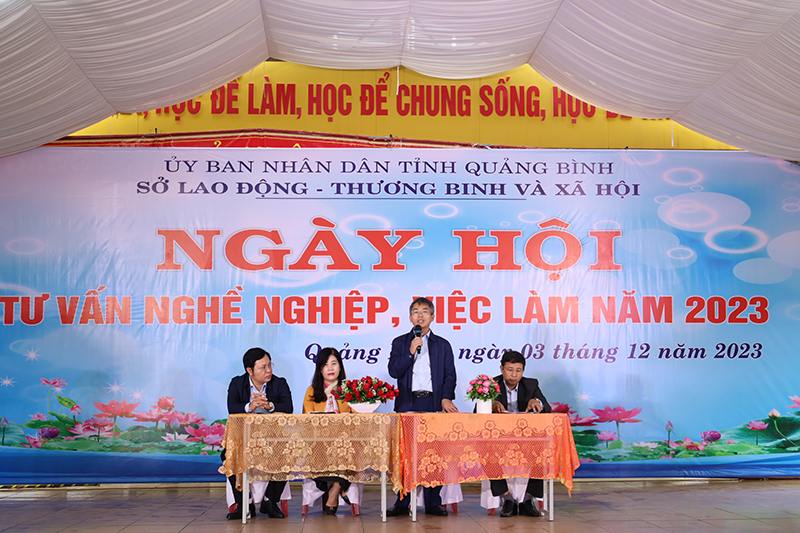 HỌC ĐỂ LÀM, HỌC ĐỂ CHUNG SỐNG, HỌC
ỦY BAN NHÂN DÂN TỈNH QUẢNG BÌNH
SỞ LAO ĐỘNG - THƯƠNG BINH VÀ XÃ HỘI
NGÀY HỘI
TƯ VẤN NGHỀ NGHIỆP, VIỆC LÀM NĂM 2023
Quảng ngày 03 tháng 12 năm 2023